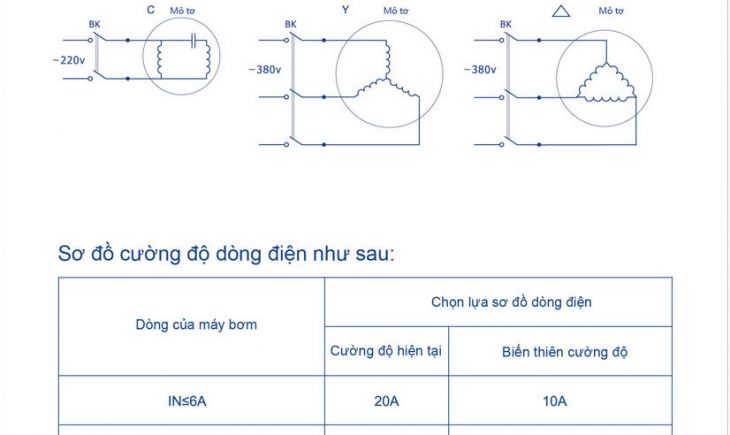 C Mô tơ
BK
~220v
Y Mô tơ
BK
~380v
Mô tơ
BK
~380v
Sơ đồ cường độ dòng điện như sau:
Dòng của máy bơm
Chọn lựa sơ đồ dòng điện
Cường độ hiện tại
Biến thiên cường độ
IN≤6A
20A
10A